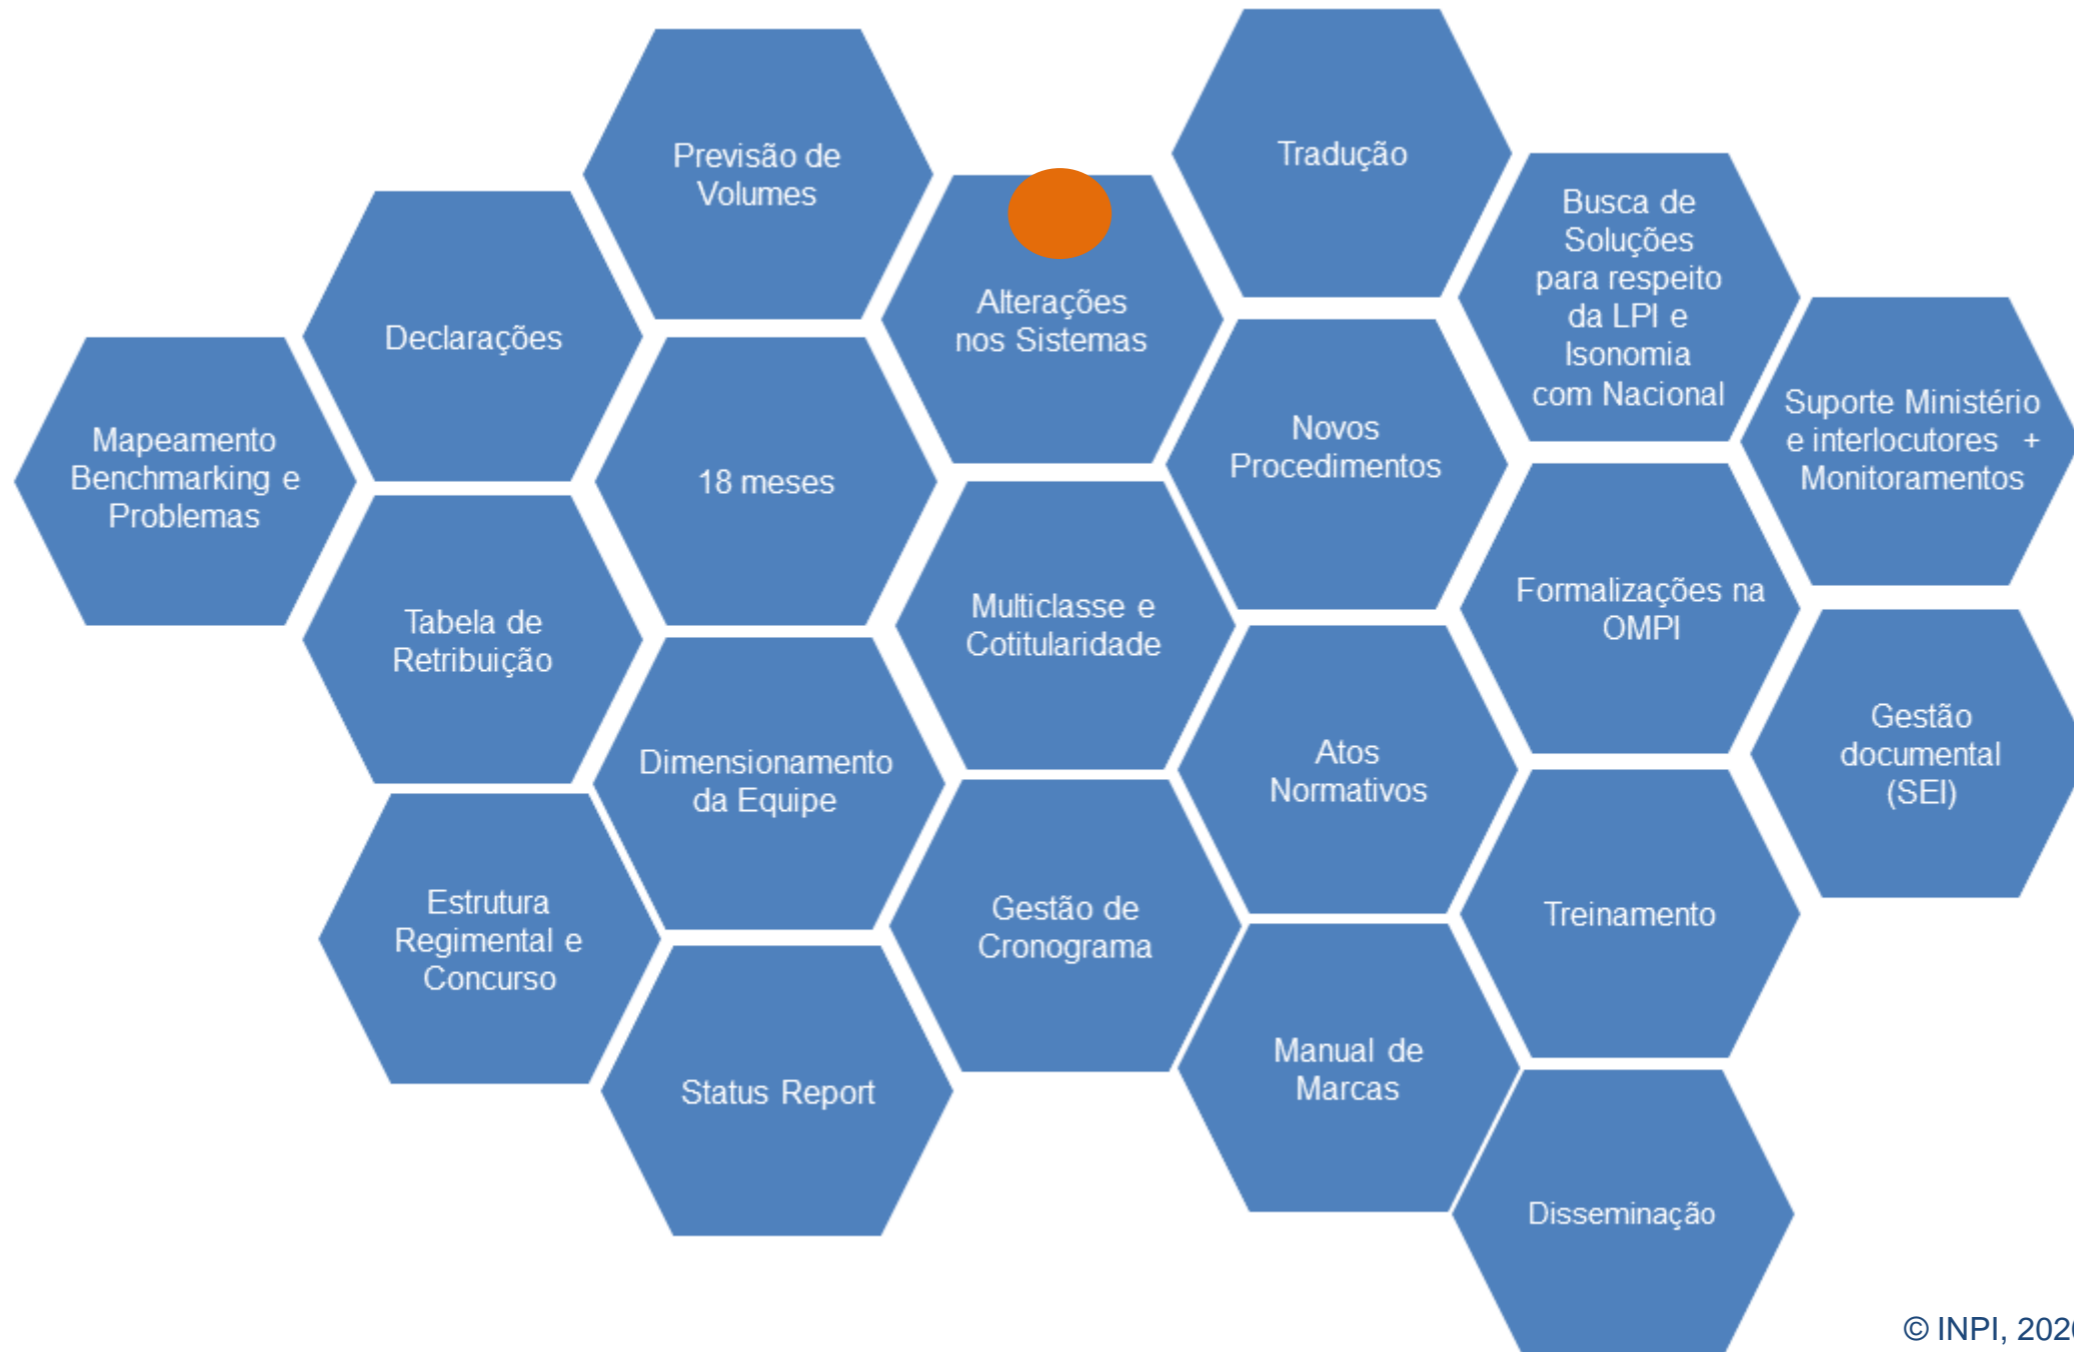 Previsão de
Volumes
Tradução
Busca de
Soluções
para respeito
da LPI e
Isonomia
com Nacional
Alterações
nos Sistemas
Declarações
Mapeamento
Benchmarking e
Problemas
18 meses
Novos
Procedimentos
Suporte Ministério
e interlocutores +
Monitoramentos
Tabela de
Retribuição
Multiclasse e
Cotitularidade
Formalizações na
OMPI
Dimensionamento
da Equipe
Atos
Normativos
Gestão
documental
(SEI)
Estrutura
Regimental e
Concurso
Gestão de
Cronograma
Treinamento
Status Report
Manual de
Marcas
Disseminação
© INPI, 2020